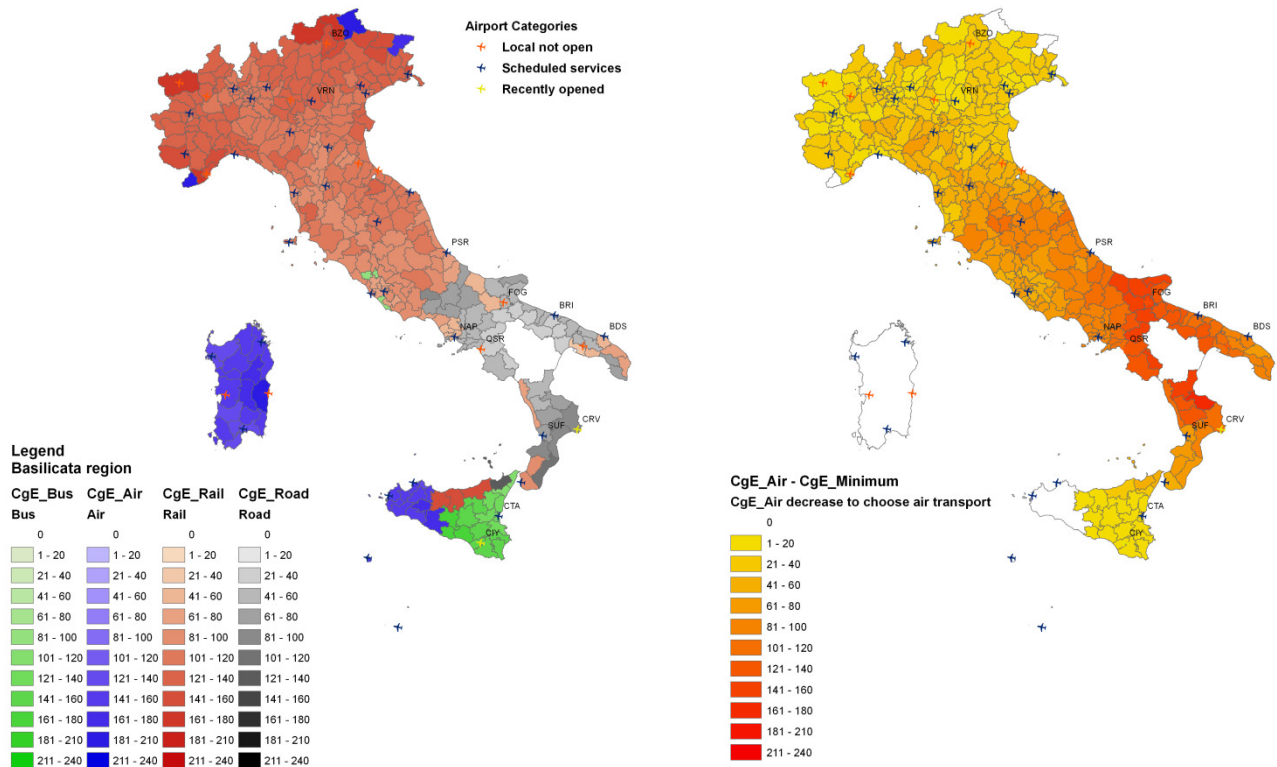 Airport Categories
Local not open
Scheduled services
Recently opened
BZO
VRN
PSR
FOG
BRI
NAP
BDS
QSR
CRV
SUF
CTA
CIY
Legend
Basilicata region
CgE_Bus CgE_Air CgE_Rail CgE_Road
Bus Air Rail Road
0 0 0 0
1 - 20 1 - 20 1 - 20 1 - 20
21 - 40 21 - 40 21 - 40 21 - 40
41 - 60 41 - 60 41 - 60 41 - 60
61 - 80 61 - 80 61 - 80 61 - 80
81 - 100 81 - 100 81 - 100 81 - 100
101 - 120 101 - 120 101 - 120 101 - 120
121 - 140 121 - 140 121 - 140 121 - 140
141 - 160 141 - 160 141 - 160 141 - 160
161 - 180 161 - 180 161 - 180 161 - 180
181 - 210 181 - 210 181 - 210 181 - 210
211 - 240 211 - 240 211 - 240 211 - 240
BZO
VRN
PSR
FOG
BRI
NAP
BDS
QSR
CRV
SUF
CTA
CIY
CgE_Air - CgE_Minimum
CgE_Air decrease to choose air transport
0
1 - 20
21 - 40
41 - 60
61 - 80
81 - 100
101 - 120
121 - 140
141 - 160
161 - 180
181 - 210
211 - 240